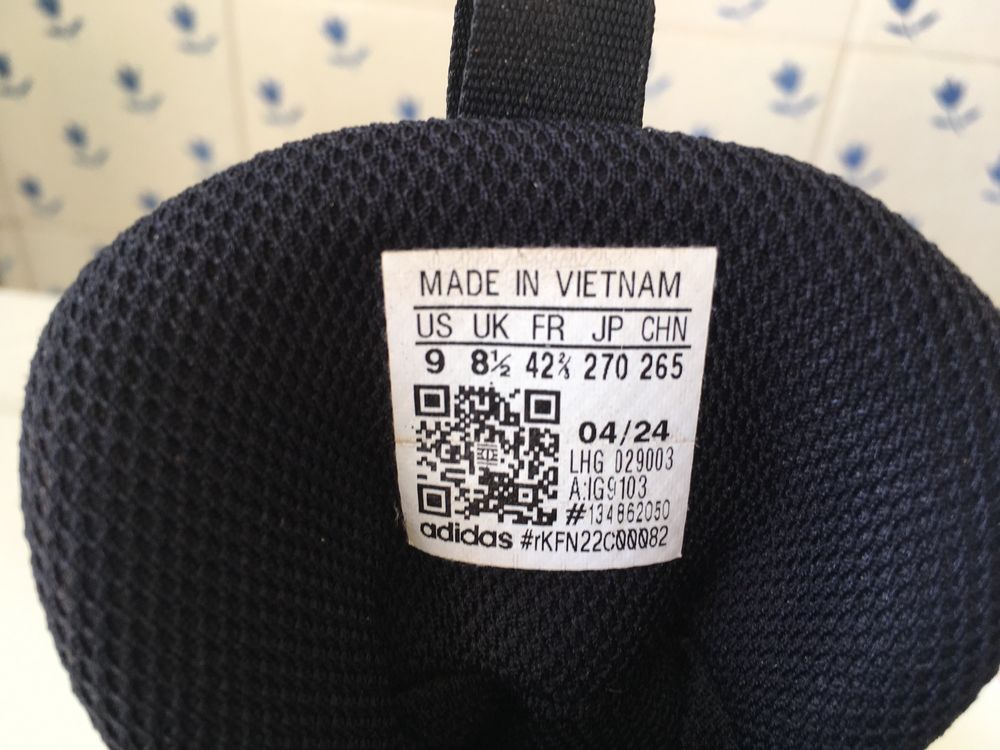 MADE IN VIETNAM
US UK FR JP CHN
9 8½ 42⅔ 270 265
04/24
LHG 029003
A:IG9103
#134862050
adidas #rKFN22C00082